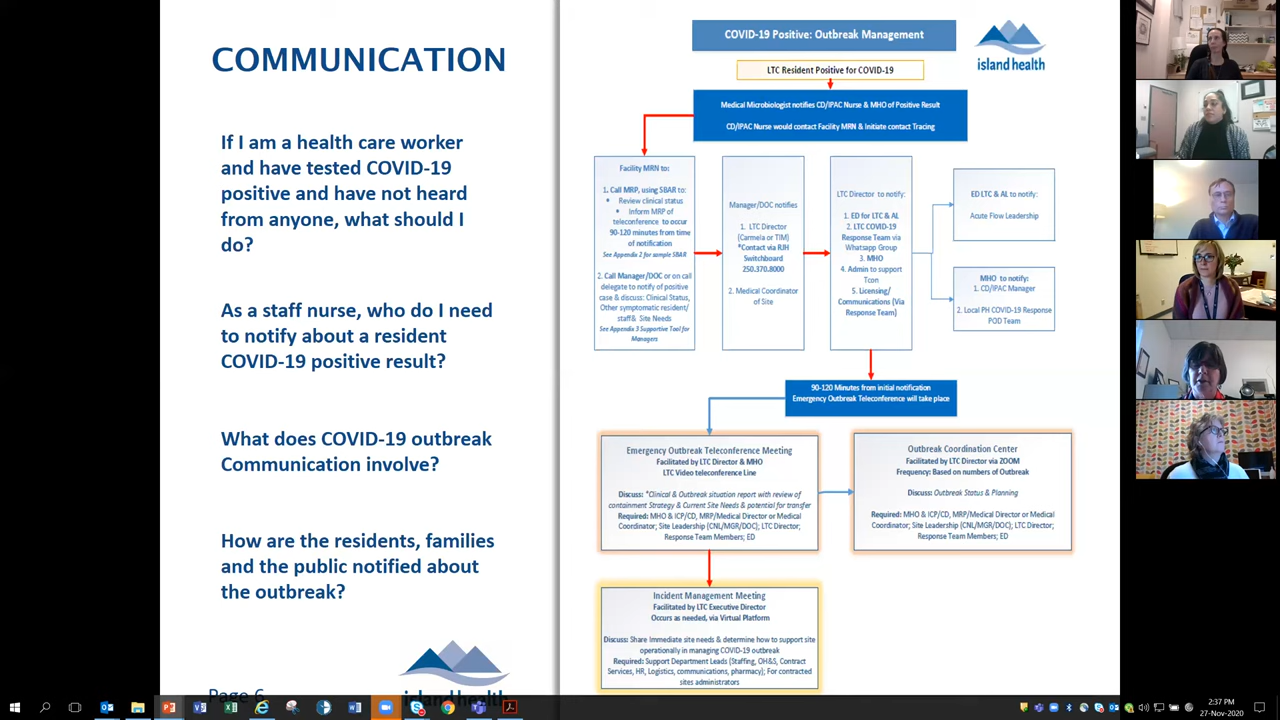 COMMUNICATION
If I am a health care worker
and have tested COVID-19
positive and have not heard
from anyone, what should I
do?
As a staff nurse, who do I need
to notify about a resident
COVID-19 positive result?
What does COVID-19 outbreak
Communication involve?
How are the residents, families
and the public notified about
the outbreak?
island health
Page 6
COVID-19 Positive: Outbreak Management
island health
LTC Resident Positive for COVID-19
Medical Microbiologist notifies CD/IPAC Nurse & MHO of Positive Result
CD/IPAC Nurse would contact Facility MRN & Initiate contact Tracing
Facility MRN to:
1. Call MRP, using SBAR to:
• Review clinical status
• Inform MRP of
teleconference to occur
90-120 minutes from time of
notification
See Appendix 2 for sample SBAR
2. Call Manager/DOC or on call
delegate to notify of positive
case & discuss: Clinical Status,
Other symptomatic resident/
staff& Site Needs
See Appendix 3 Supportive Tool for
Managers
Manager/DOC notifies
1. LTC Director
(Carmela or TIM)
*Contact via RJH
Switchboard
250.370.8000
2. Medical Coordinator
of Site
LTC Director to notify:
1. ED for LTC & AL
2. LTC COVID-19
Response Team via
Whatsapp Group
3. MHO
4. Admin to support
Tcon
5. Licensing/
Communications (Via
Response Team)
ED LTC & AL to notify:
Acute Flow Leadership
MHO to notify:
1. CD/IPAC Manager
2. Local PH COVID-19 Response
POD Team
90-120 Minutes from initial notification
Emergency Outbreak Teleconference will take place
Emergency Outbreak Teleconference Meeting
Facilitated by LTC Director & MHO
LTC Video teleconference Line
Discuss: *Clinical & Outbreak situation report with review of
containment Strategy & Current Site Needs & potential for transfer
Required: MHO & ICP/CD, MRP/Medical Director or Medical
Coordinator; Site Leadership (CNL/MGR/DOC); LTC Director;
Response Team Members; ED
Outbreak Coordination Center
Facilitated by LTC Director via ZOOM
Frequency: Based on numbers of Outbreak
Discuss: Outbreak Status & Planning
Required: MHO & ICP/CD, MRP/Medical Director or Medical
Coordinator; Site Leadership (CNL/MGR/DOC); LTC Director;
Response Team Members; ED
Incident Management Meeting
Facilitated by LTC Executive Director
Occurs as needed, via Virtual Platform
Discuss: Share Immediate site needs & determine how to support site
operationally in managing COVID-19 outbreak
Required: Support Department Leads (Staffing, OH&S, Contract
Services, HR, Logistics, communications, pharmacy); For contracted
sites administrators
2:37 PM
27-Nov-2020